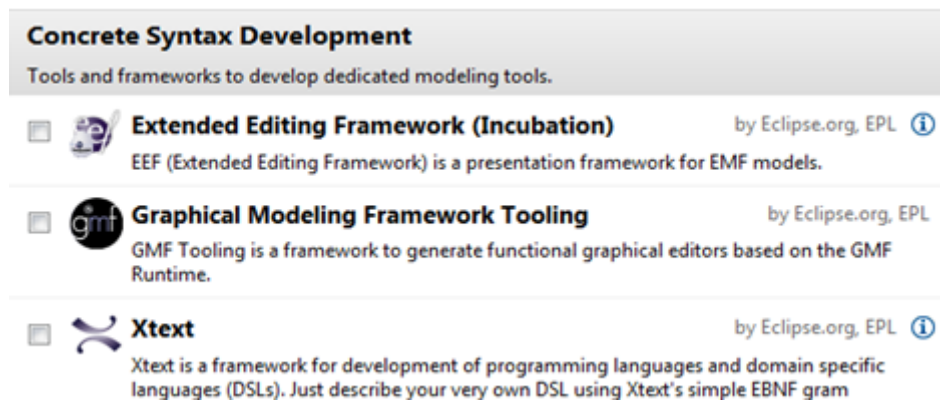 Concrete Syntax Development
Tools and frameworks to develop dedicated modeling tools.
Extended Editing Framework (Incubation) by Eclipse.org, EPL
EEF (Extended Editing Framework) is a presentation framework for EMF models.
gmf
Graphical Modeling Framework Tooling by Eclipse.org, EPL
GMF Tooling is a framework to generate functional graphical editors based on the GMF
Runtime.
Xtext by Eclipse.org, EPL
Xtext is a framework for development of programming languages and domain specific
languages (DSLs). Just describe your very own DSL using Xtext's simple EBNF gram